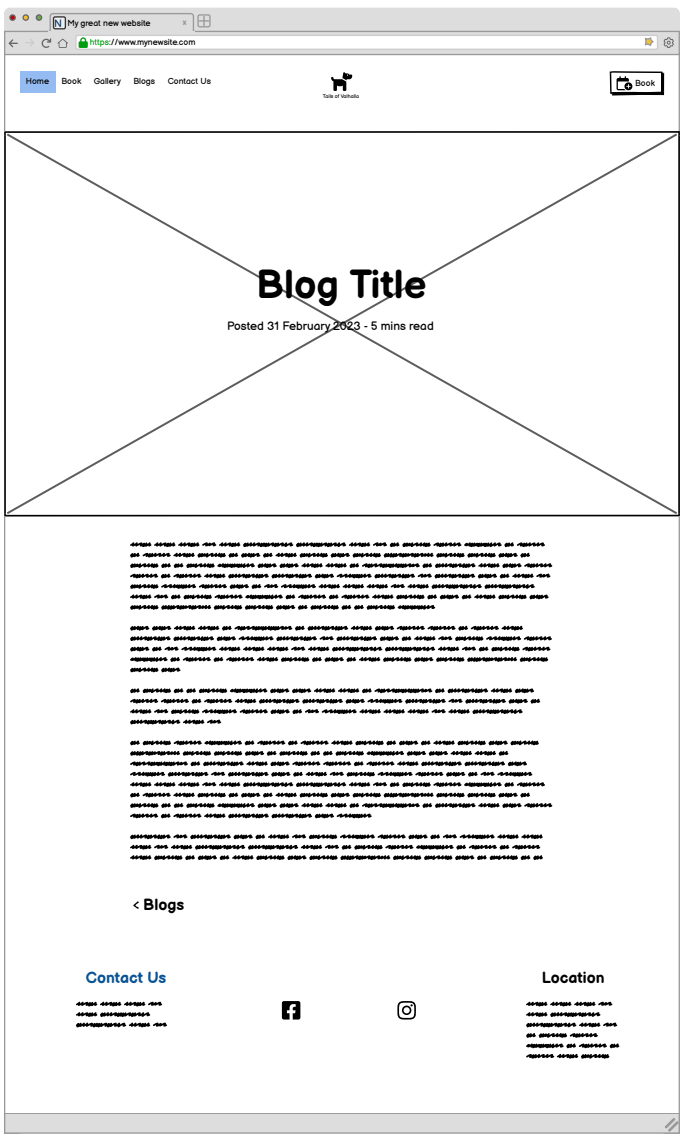 My great new website
https://www.mynewsite.com
Home Book Gallery Blogs Contact Us
Tails of Valhalla
Book
Blog Title
Posted 31 February 2023 - 5 mins read
< Blogs
Contact Us
Location